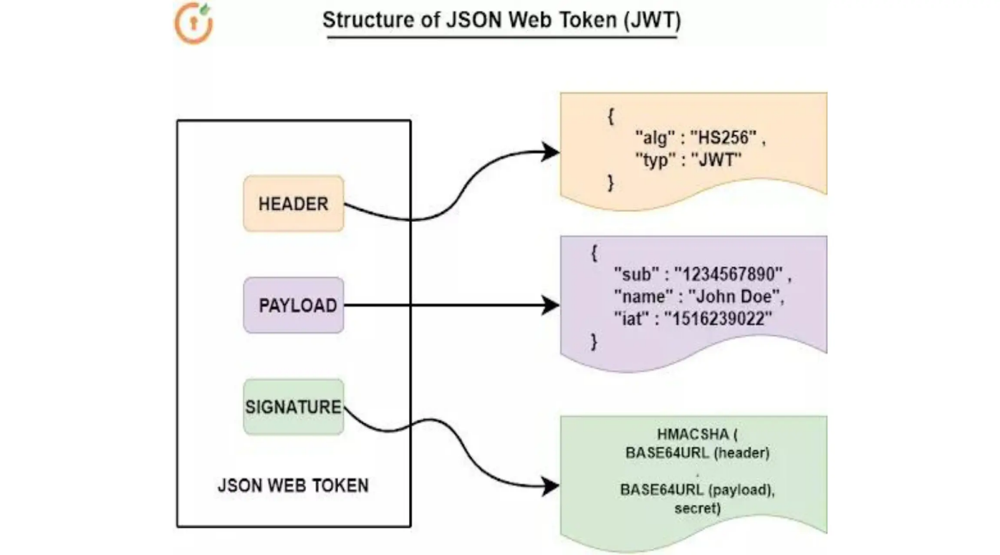 Structure of JSON Web Token (JWT)
{
"alg" : "HS256" ,
"typ" : "JWT"
}
HEADER
{
"sub" : "1234567890" ,
"name" : "John Doe",
"iat" : "1516239022"
}
PAYLOAD
SIGNATURE
HMACSHA (
BASE64URL (header)
.
BASE64URL (payload),
secret)
JSON WEB TOKEN